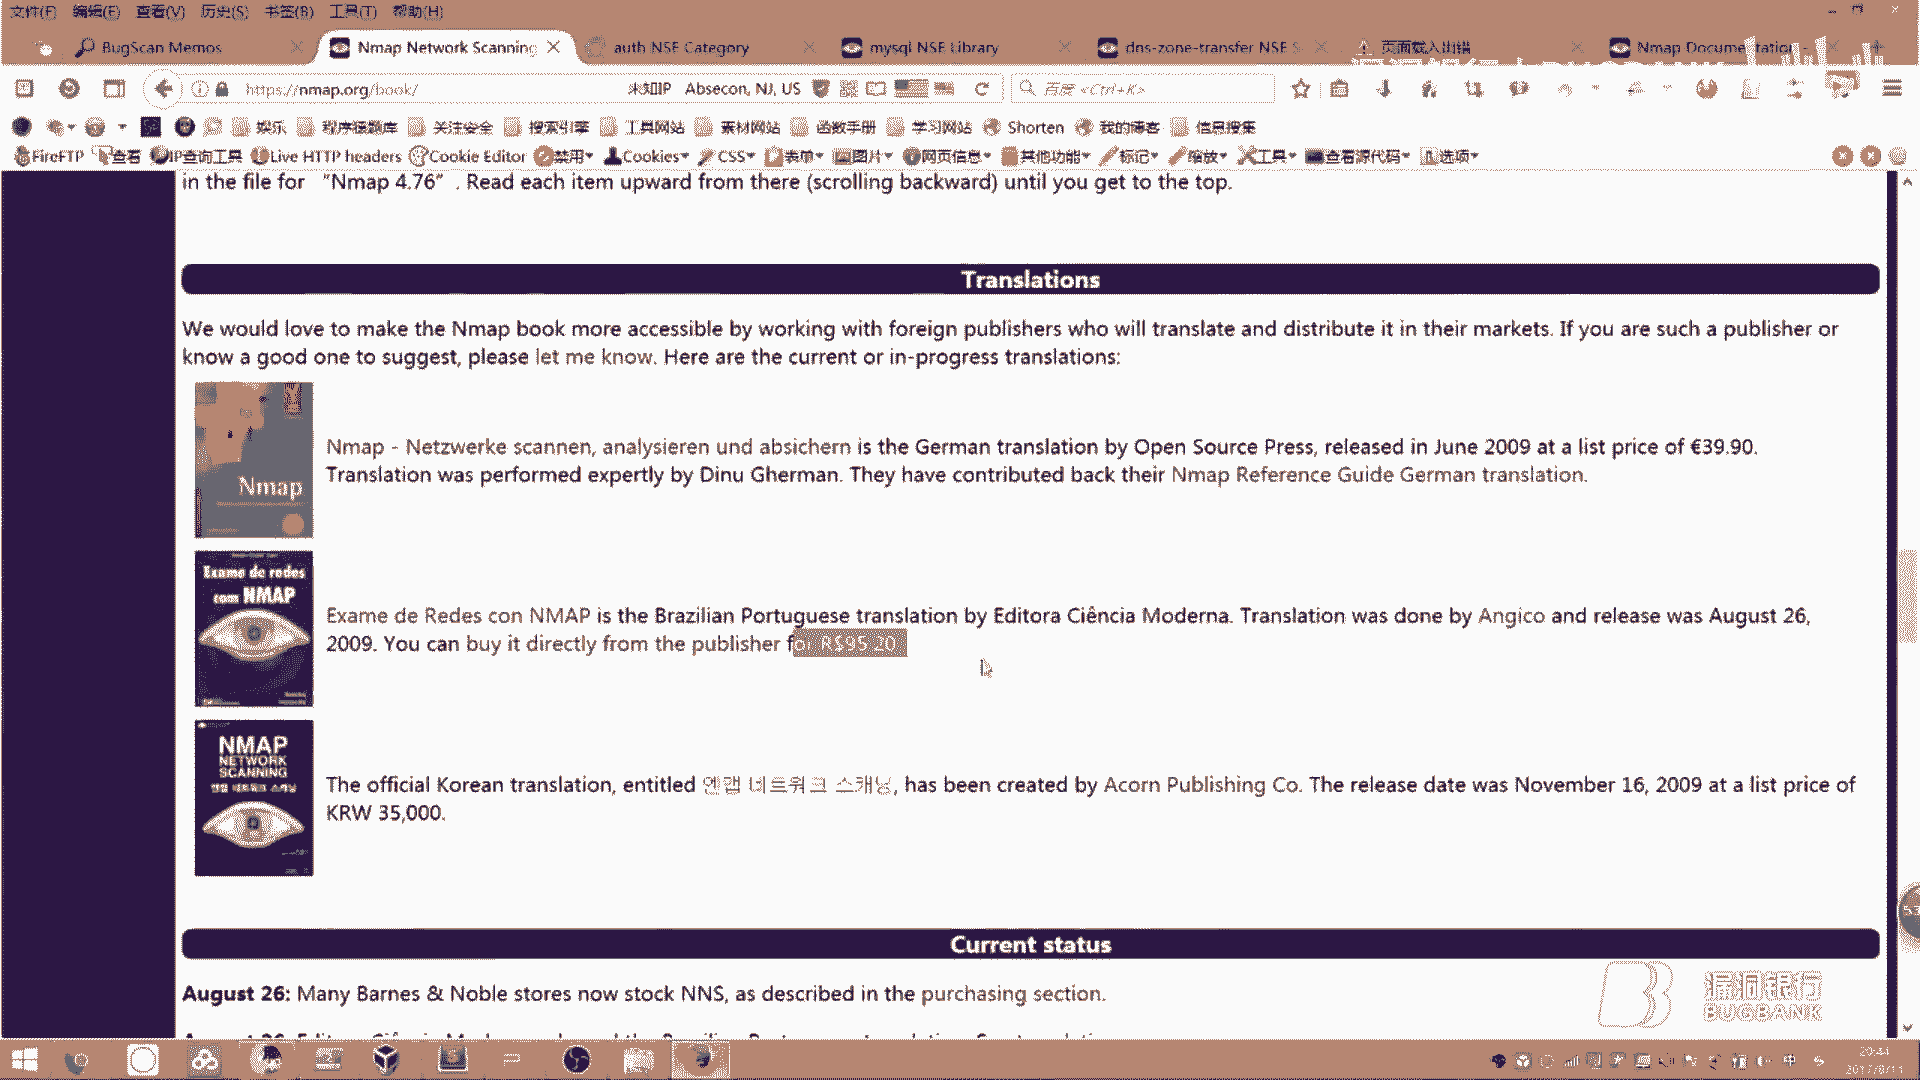 文件(F) 编辑(E) 查看(V) 历史(S) 书签(B) 工具(T) 帮助(H)
BugScan Memos
Nmap Network Scanning
auth NSE Category
mysql NSE Library
dns-zone-transfer NSE S
页面载入出错
Nmap Documentation -
https://nmap.org/book/
未知IP Absecon, NJ, US
百度 <Ctrl+K>
娱乐 程序课题库 关注安全 搜索引擎 工具网站 素材网站 函数手册 学习网站 Shorten 我的博客 信息搜集
FireFTP 查看 IP查询工具 Live HTTP headers Cookie Editor 禁用 Cookies CSS 表单 图片 网页信息 其他功能 标记 缩放 工具 查看源代码 选项
in the file for “Nmap 4.76” . Read each item upward from there (scrolling backward) until you get to the top.
Translations
We would love to make the Nmap book more accessible by working with foreign publishers who will translate and distribute it in their markets. If you are such a publisher or
know a good one to suggest, please let me know. Here are the current or in-progress translations:
Nmap
Nmap - Netzwerke scannen, analysieren und absichern is the German translation by Open Source Press, released in June 2009 at a list price of €39.90.
Translation was performed expertly by Dinu Gherman. They have contributed back their Nmap Reference Guide German translation.
Exame de redes
com NMAP
Exame de Redes con NMAP is the Brazilian Portuguese translation by Editora Ciência Moderna. Translation was done by Angico and release was August 26,
2009. You can buy it directly from the publisher for R$95.20
NMAP
NETWORK
SCANNING
엔맵 네트워크 스캐닝
The official Korean translation, entitled 엔맵 네트워크 스캐닝, has been created by Acorn Publishing Co. The release date was November 16, 2009 at a list price of
KRW 35,000.
Current status
August 26: Many Barnes & Noble stores now stock NNS, as described in the purchasing section.
漏洞银行
BUGBANK
53
中
20:44
2017/8/11